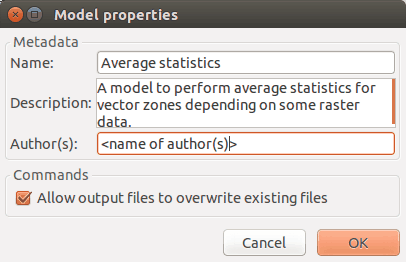 Model properties
Metadata
Name: Average statistics
Description: A model to perform average statistics for
vector zones depending on some raster
data.
Author(s): <name of author(s)>
Commands
Allow output files to overwrite existing files
Cancel OK